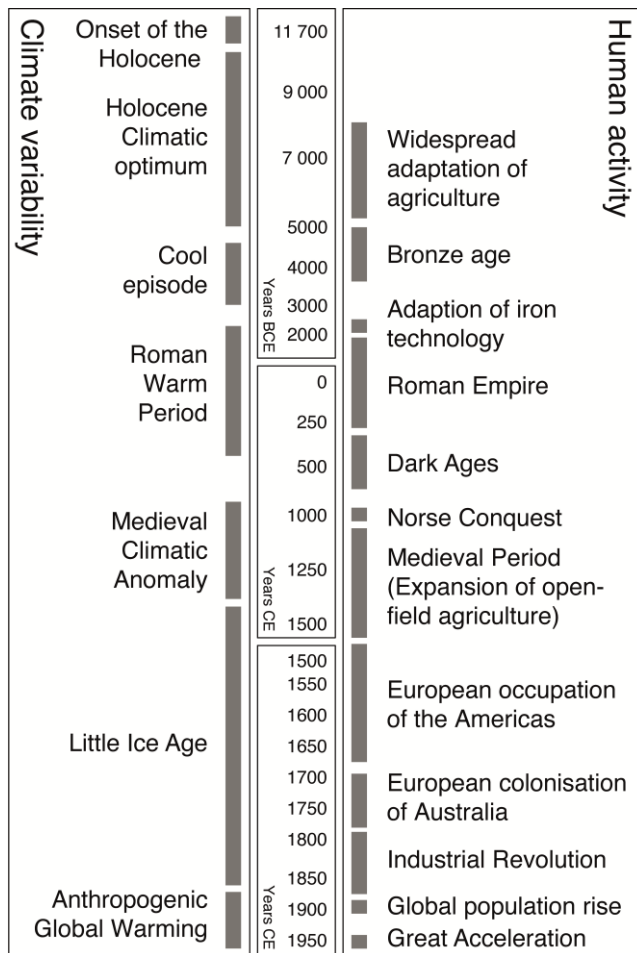 Climate variability
Onset of the
Holocene
Holocene
Climatic
optimum
Cool
episode
Roman
Warm
Period
Medieval
Climatic
Anomaly
Little Ice Age
Anthropogenic
Global Warming
11 700
9 000
7 000
5000
4000
3000
2000
Years BCE
0
250
500
1000
1250
1500
Years CE
1500
1550
1600
1650
1700
1750
1800
1850
1900
1950
Years CE
Human activity
Widespread
adaptation of
agriculture
Bronze age
Adaption of iron
technology
Roman Empire
Dark Ages
Norse Conquest
Medieval Period
(Expansion of open-
field agriculture)
European occupation
of the Americas
European colonisation
of Australia
Industrial Revolution
Global population rise
Great Acceleration